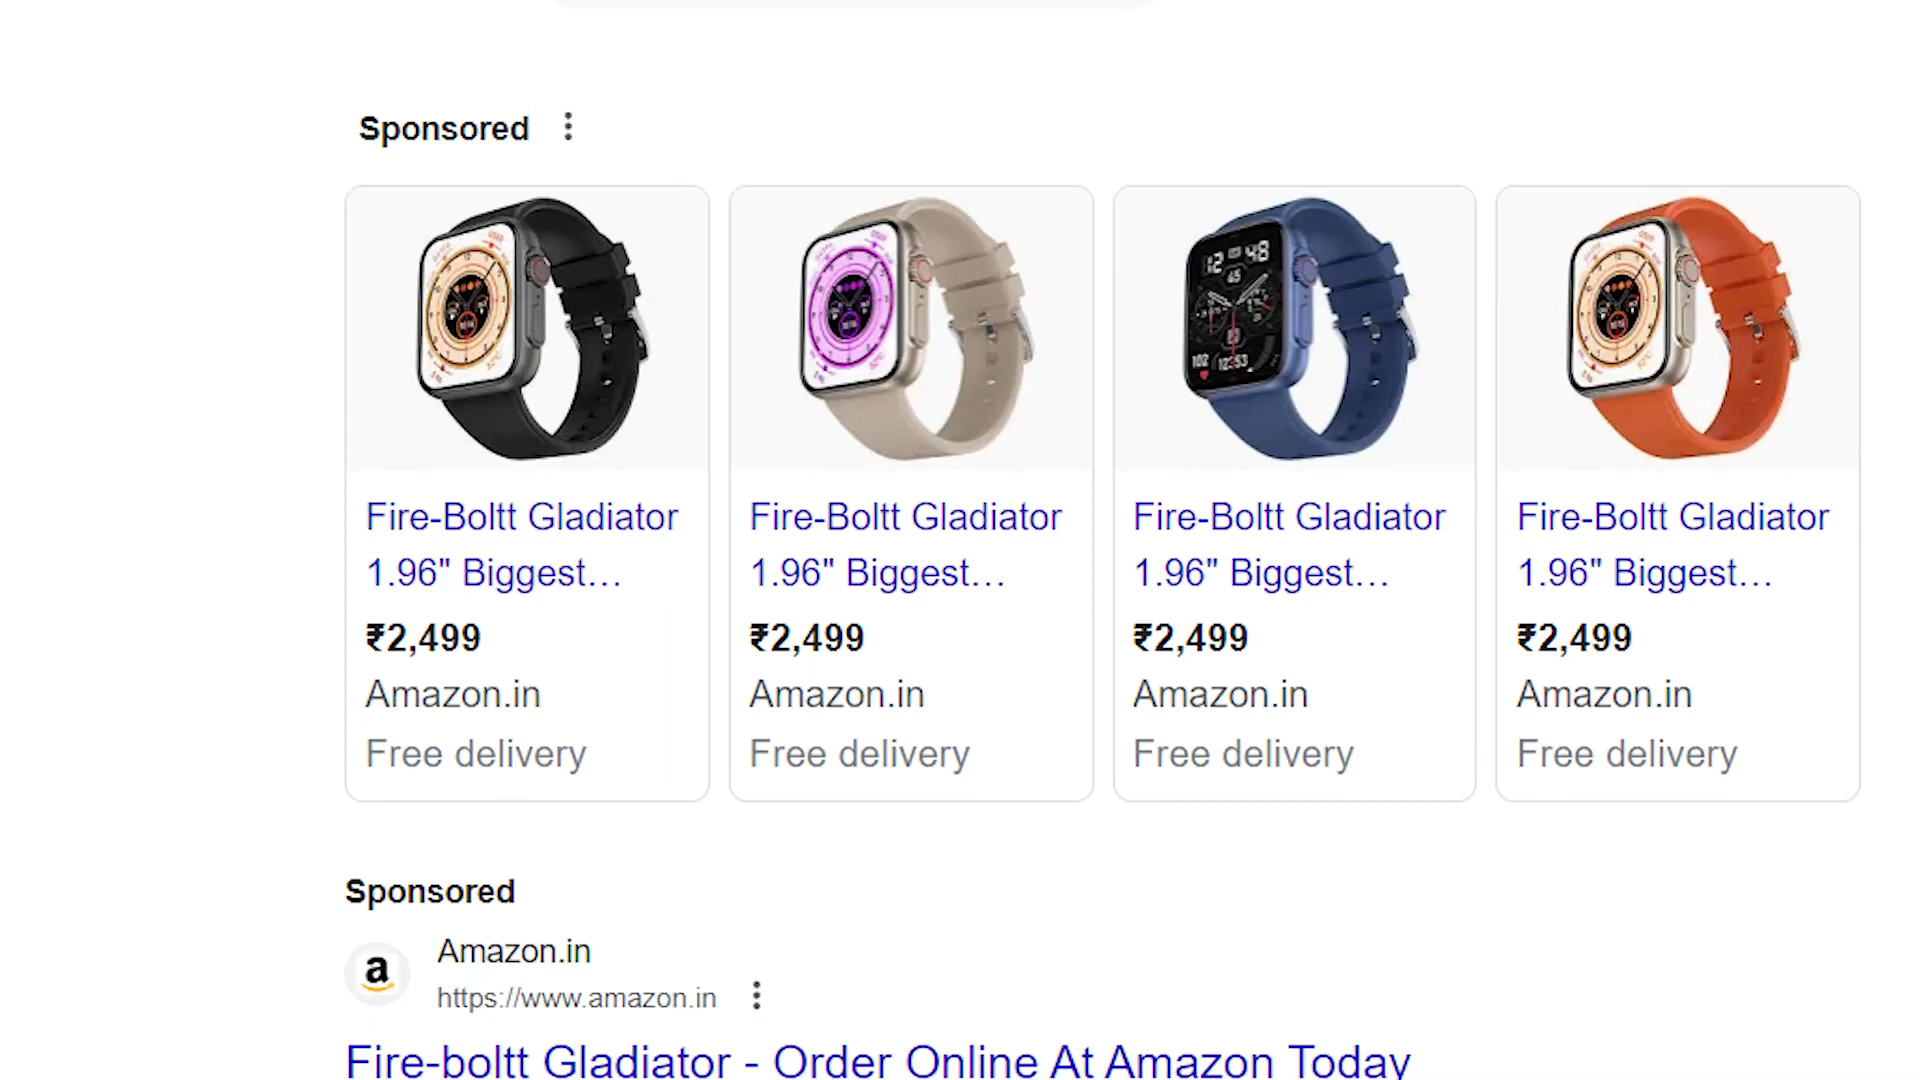 Sponsored
Fire-Boltt Gladiator
1.96" Biggest...
₹2,499
Amazon.in
Free delivery
Fire-Boltt Gladiator
1.96" Biggest...
₹2,499
Amazon.in
Free delivery
Fire-Boltt Gladiator
1.96" Biggest...
₹2,499
Amazon.in
Free delivery
Fire-Boltt Gladiator
1.96" Biggest...
₹2,499
Amazon.in
Free delivery
Sponsored
a
Amazon.in
https://www.amazon.in
Fire-boltt Gladiator - Order Online At Amazon Today